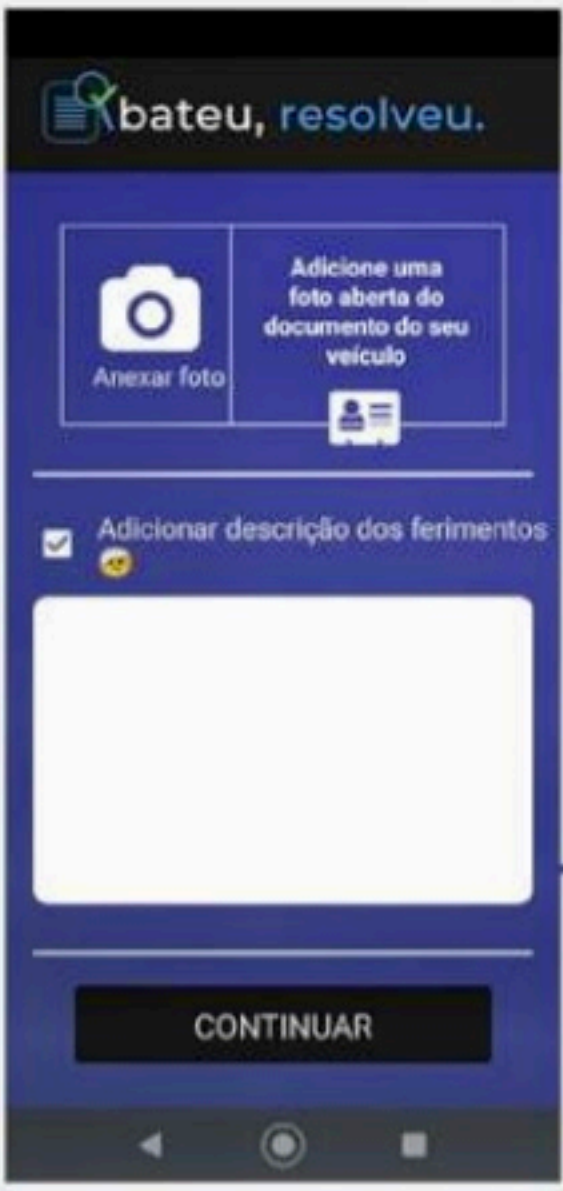 bateu, resolveu.
Adicione uma
foto aberta do
documento do seu
veículo
Anexar foto
Adicionar descrição dos ferimentos
CONTINUAR